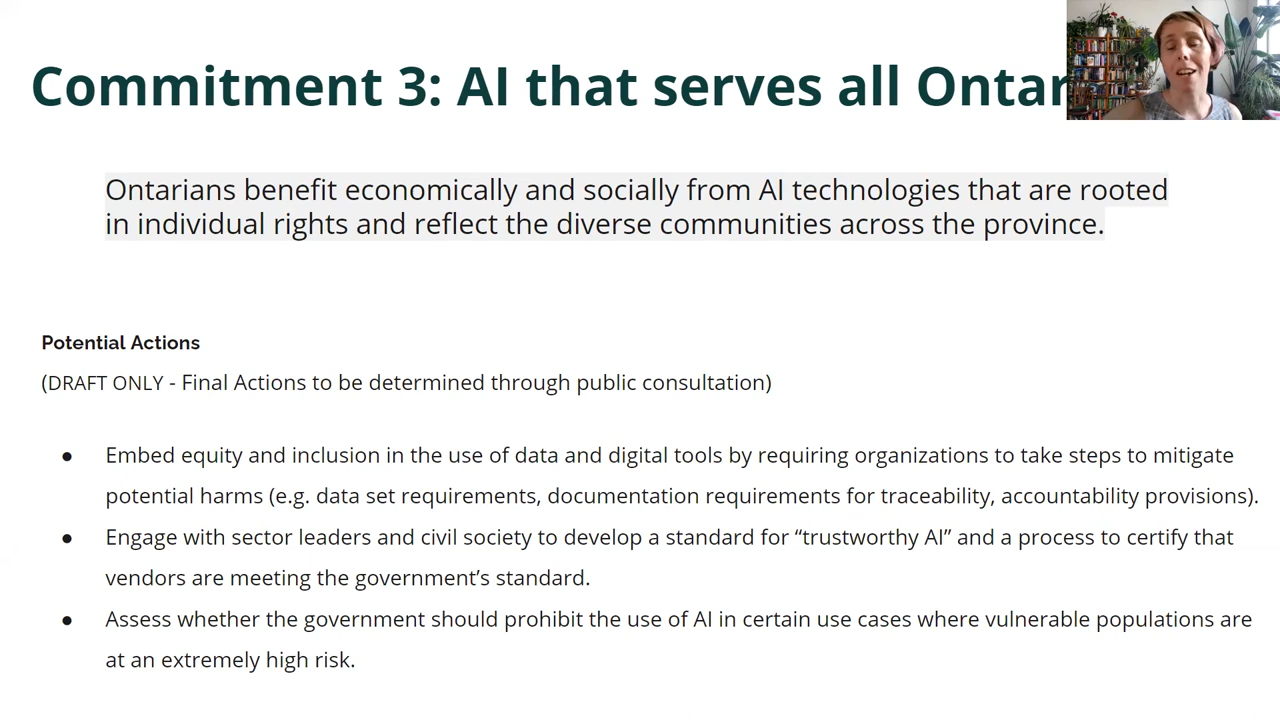 Commitment 3: AI that serves all Ontar
Ontarians benefit economically and socially from AI technologies that are rooted
in individual rights and reflect the diverse communities across the province.
Potential Actions
(DRAFT ONLY - Final Actions to be determined through public consultation)
● Embed equity and inclusion in the use of data and digital tools by requiring organizations to take steps to mitigate
potential harms (e.g. data set requirements, documentation requirements for traceability, accountability provisions).
● Engage with sector leaders and civil society to develop a standard for “trustworthy AI” and a process to certify that
vendors are meeting the government’s standard.
● Assess whether the government should prohibit the use of AI in certain use cases where vulnerable populations are
at an extremely high risk.